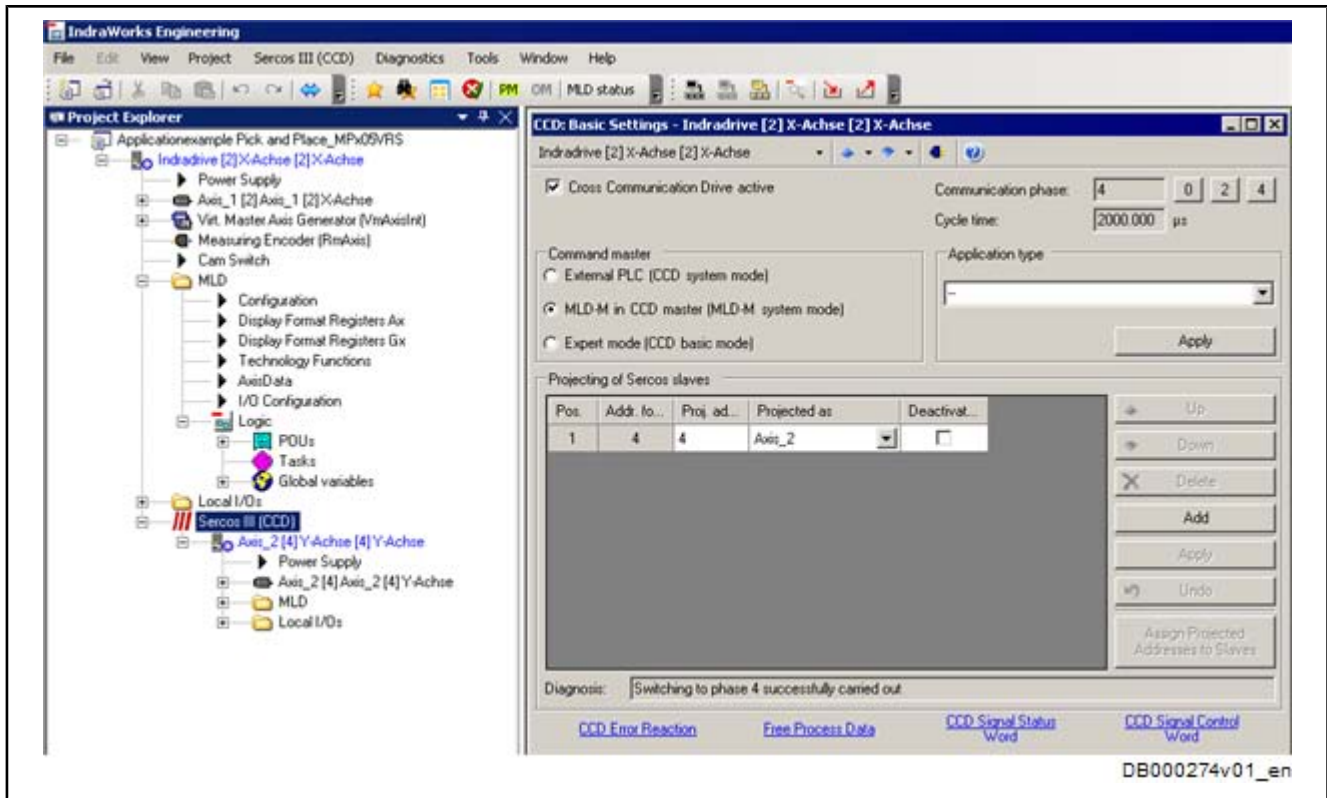 IndraWorks Engineering
File Edit View Project Sercos III (CCD) Diagnostics Tools Window Help
PM OM MLD status
Project Explorer
Applicationexample Pick and Place_MPx05VRS
Indradrive [2] X-Achse [2] X-Achse
Power Supply
Axis_1 [2] Axis_1 [2] X-Achse
Virt. Master Axis Generator (VmAxisInt)
Measuring Encoder (RmAxis)
Cam Switch
MLD
Configuration
Display Format Registers Ax
Display Format Registers Gx
Technology Functions
AxisData
I/O Configuration
Logic
POUs
Tasks
Global variables
Local I/Os
Sercos III (CCD)
Axis_2 [4] Y-Achse [4] Y-Achse
Power Supply
Axis_2 [4] Axis_2 [4] Y-Achse
MLD
Local I/Os
CCD: Basic Settings - Indradrive [2] X-Achse [2] X-Achse
Indradrive [2] X-Achse [2] X-Achse
Cross Communication Drive active
Communication phase: 4 0 2 4
Cycle time: 2000.000 µs
Command master
External PLC (CCD system mode)
MLD-M in CCD master (MLD-M system mode)
Expert mode (CCD basic mode)
Application type
--
Apply
Projecting of Sercos slaves
Pos. Addr. fo... Proj. ad... Projected as Deactivat...
1 4 4 Axis_2
Up
Down
Delete
Add
Apply
Undo
Assign Projected
Addresses to Slaves
Diagnosis: Switching to phase 4 successfully carried out
CCD Error Reaction Free Process Data CCD Signal Status Word CCD Signal Control Word
DB000274v01_en